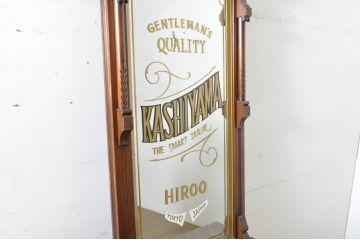 GENTLEMAN'S
QUALITY
KASHIYAMA
THE SMART TAILOR
HIROO
TOKYO JAPAN